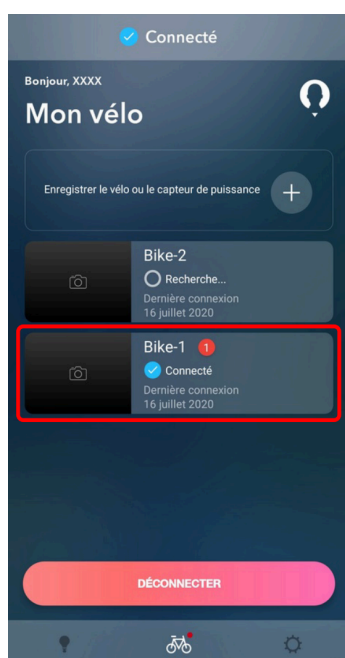 Connecté
Bonjour, XXXX
Mon vélo
Enregistrer le vélo ou le capteur de puissance
Bike-2
Recherche...
Dernière connexion
16 juillet 2020
Bike-1 1
Connecté
Dernière connexion
16 juillet 2020
DÉCONNECTER